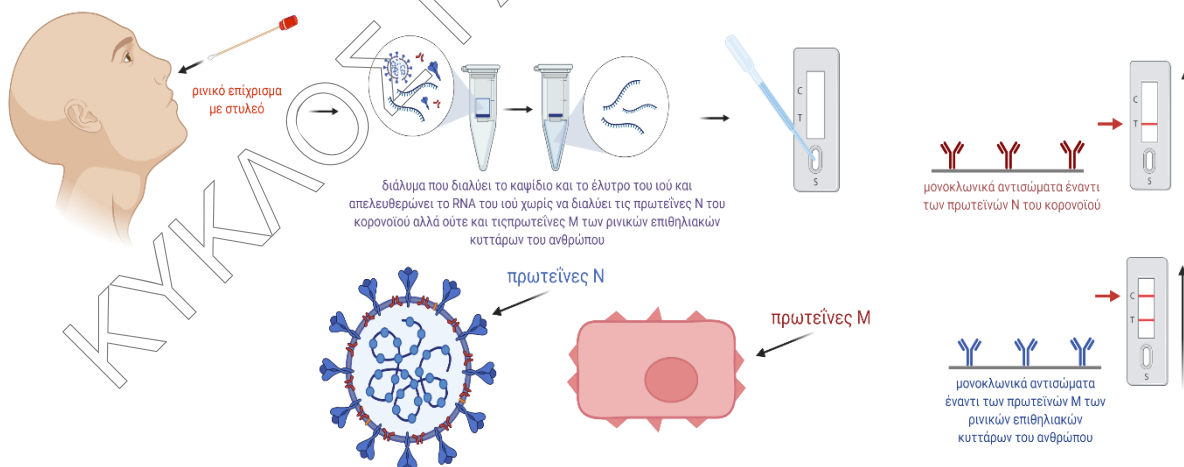 ρινικό επίχρισμα
με στυλεό
διάλυμα που διαλύει το καψίδιο και το έλυτρο του ιού και
απελευθερώνει το RNA του ιού χωρίς να διαλύει τις πρωτεΐνες N του
κορονοϊού αλλά ούτε και τιςπρωτεΐνες M των ρινικών επιθηλιακών
κυττάρων του ανθρώπου
C
T
S
C
T
S
μονοκλωνικά αντισώματα έναντι
των πρωτεϊνών N του κορονοϊού
πρωτεΐνες N
πρωτεΐνες M
C
T
S
μονοκλωνικά αντισώματα
έναντι των πρωτεϊνών M των
ρινικών επιθηλιακών
κυττάρων του ανθρώπου